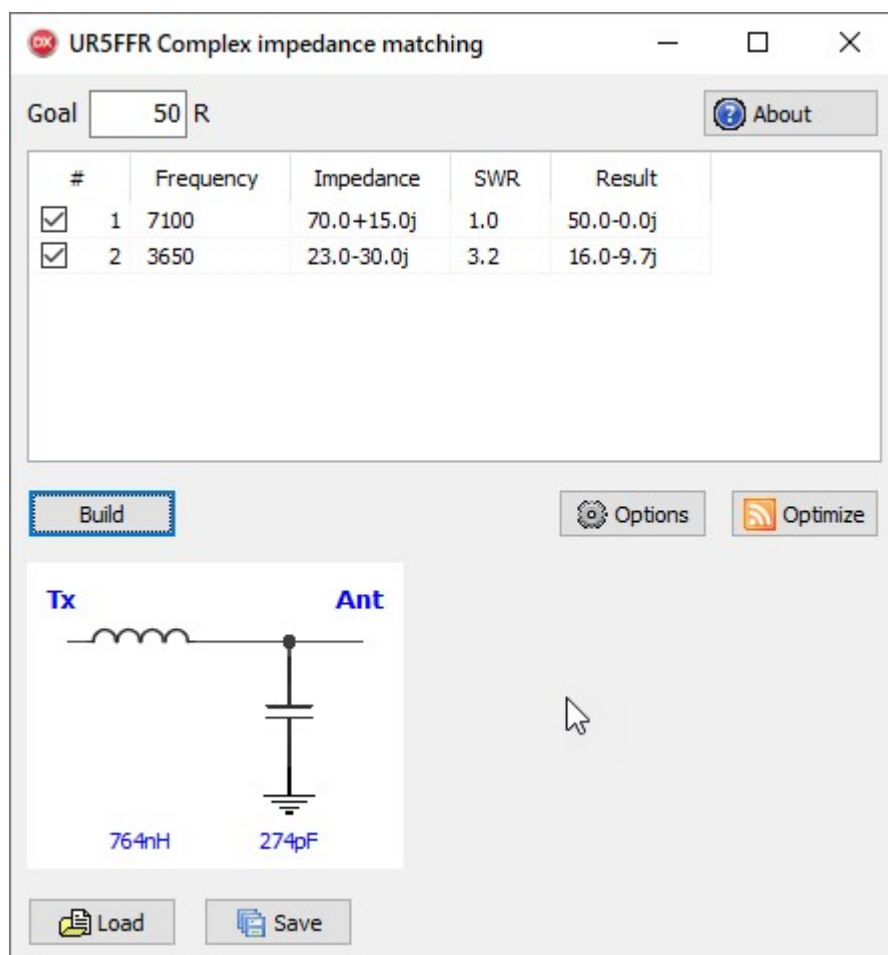 DX UR5FFR Complex impedance matching
Goal 50 R About
# Frequency Impedance SWR Result
1 7100 70.0+15.0j 1.0 50.0-0.0j
2 3650 23.0-30.0j 3.2 16.0-9.7j
Build Options Optimize
Tx Ant
764nH 274pF
Load Save